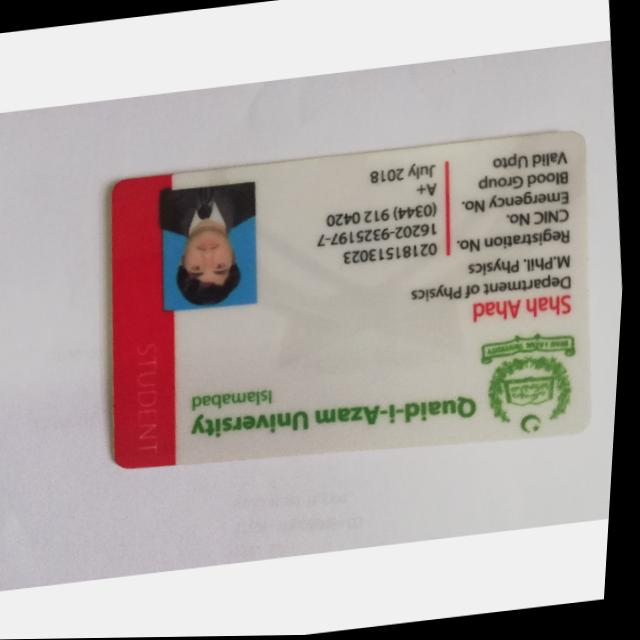 Quaid-i-Azam University
Islamabad
Shah Ahad
Department of Physics
M.Phil. Physics
Registration No. 02181513023
CNIC No. 16202-9325197-7
Emergency No. (0344) 912 0420
Blood Group A+
Valid Upto July 2018
STUDENT